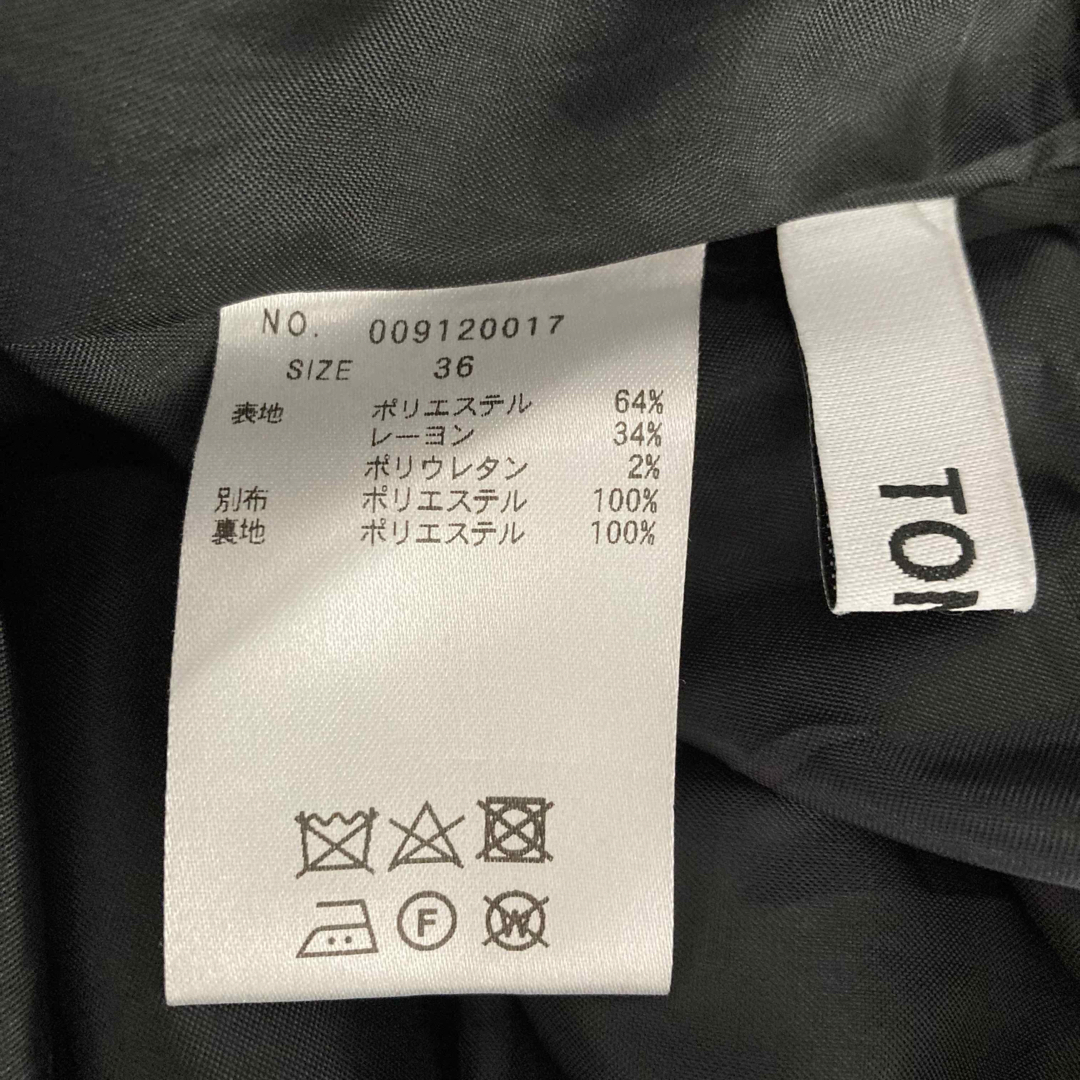 NO. 009120017
SIZE 36
表地 ポリエステル 64%
レーヨン 34%
ポリウレタン 2%
別布 ポリエステル 100%
裏地 ポリエステル 100%
F W
TON